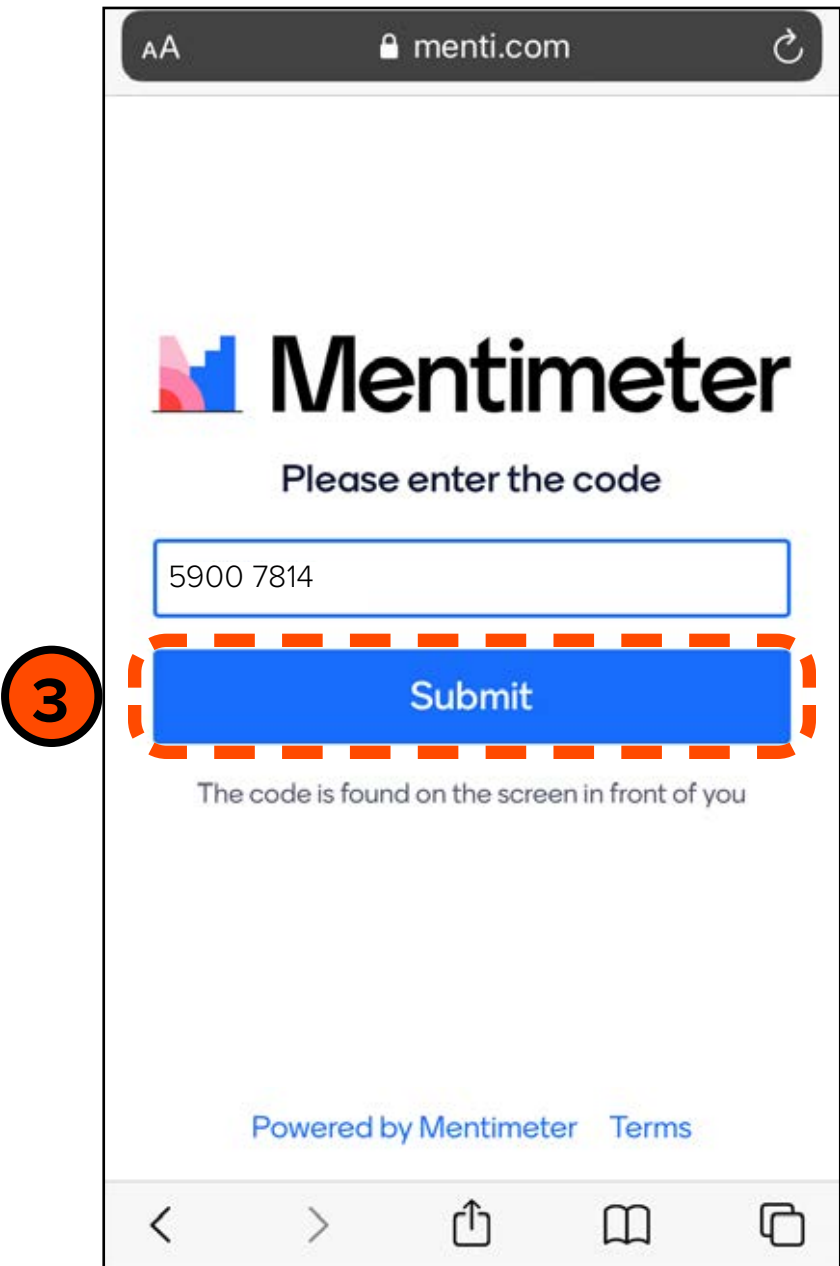 AA menti.com
Mentimeter
Please enter the code
5900 7814
3 Submit
The code is found on the screen in front of you
Powered by Mentimeter Terms